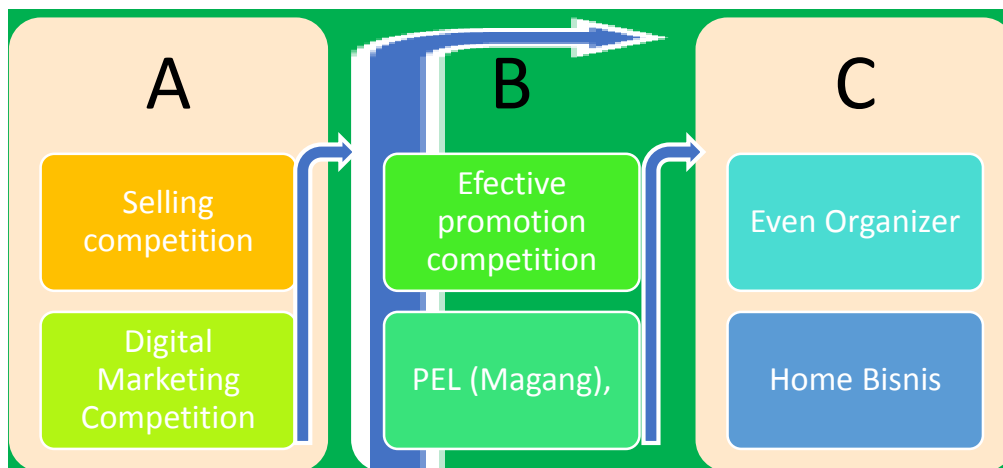 A
Selling
competition
Digital
Marketing
Competition
B
Efective
promotion
competition
PEL (Magang),
C
Even Organizer
Home Bisnis